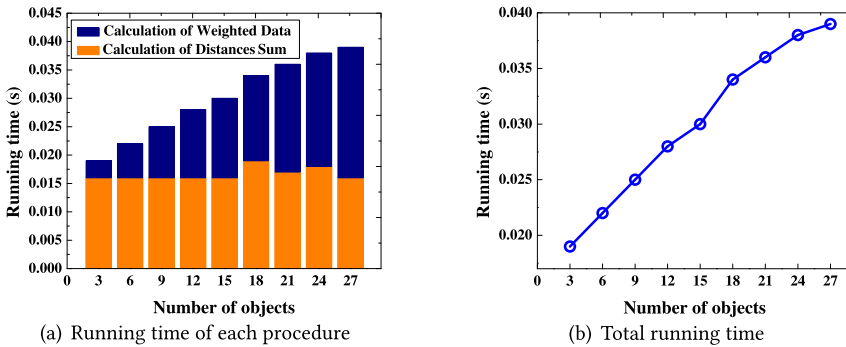 Calculation of Weighted Data
Calculation of Distances Sum
Running time (s)
0.045
0.040
0.035
0.030
0.025
0.020
0.015
0.010
0.005
0.000
0 3 6 9 12 15 18 21 24 27
Number of objects
(a) Running time of each procedure
Running time (s)
0.040
0.035
0.030
0.025
0.020
0 3 6 9 12 15 18 21 24 27
Number of objects
(b) Total running time